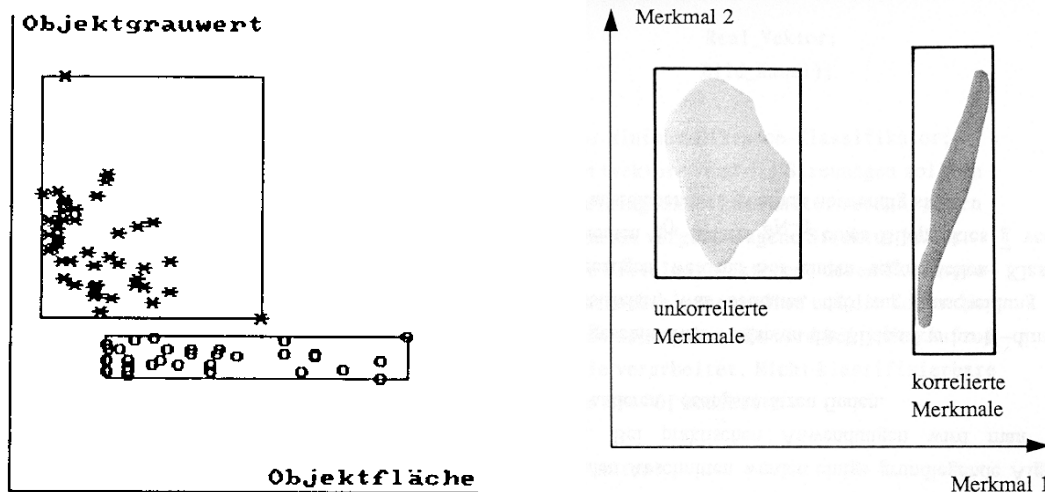 Objektgrauwert
Objektfläche
Merkmal 2
unkorrelierte
Merkmale
korrelierte
Merkmale
Merkmal 1